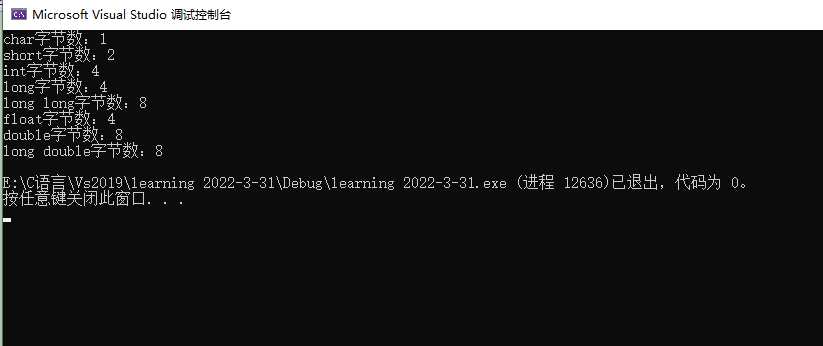 Microsoft Visual Studio 调试控制台
char字节数：1
short字节数：2
int字节数：4
long字节数：4
long long字节数：8
float字节数：4
double字节数：8
long double字节数：8
E:\C语言\Vs2019\learning 2022-3-31\Debug\learning 2022-3-31.exe (进程 12636)已退出，代码为 0。
按任意键关闭此窗口. . .